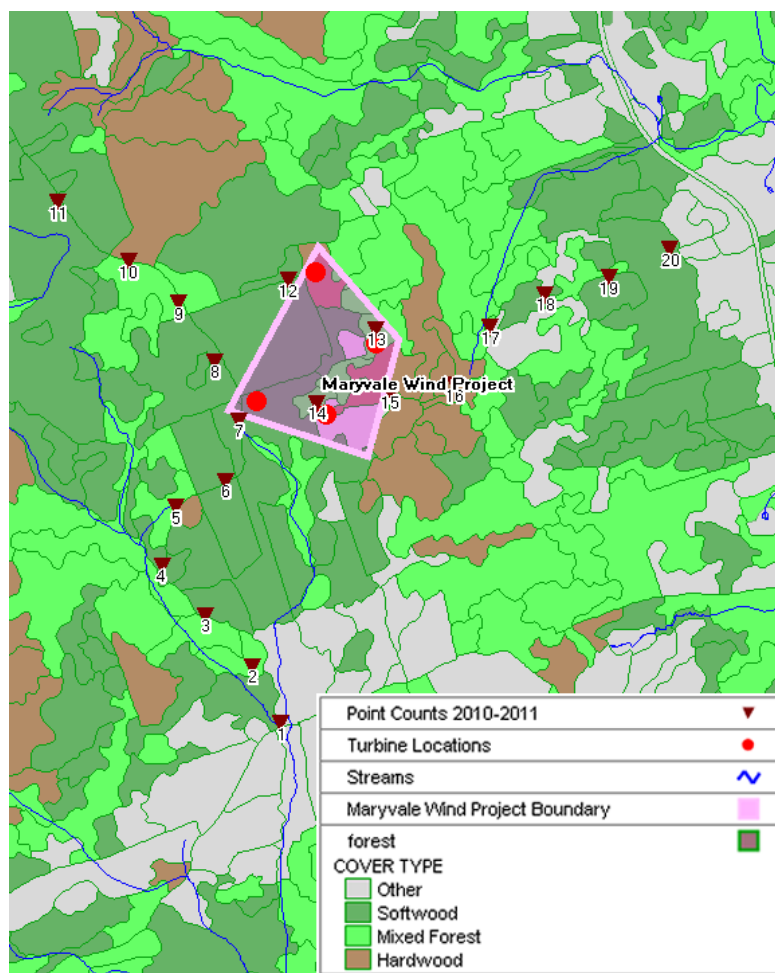 11
10
20
12
19
9
18
13
17
8
Maryvale Wind Project
16
15
14
7
6
5
4
3
2
1
Point Counts 2010-2011
Turbine Locations
Streams
Maryvale Wind Project Boundary
forest
COVER TYPE
Other
Softwood
Mixed Forest
Hardwood